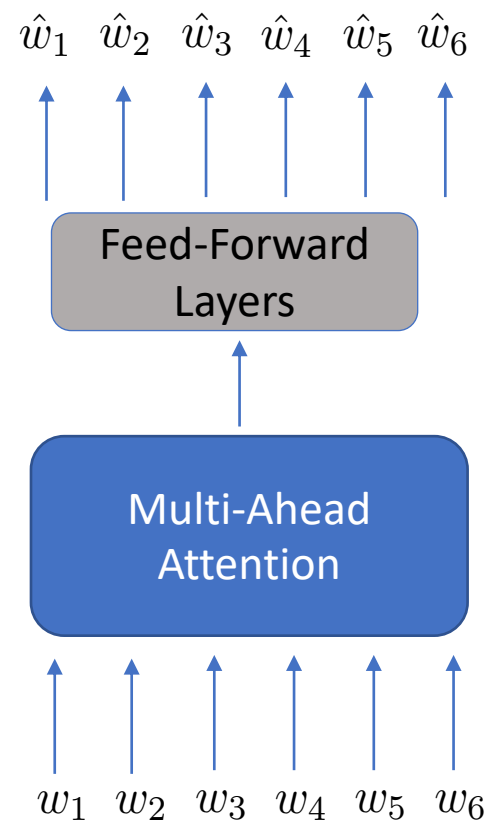 ŵ₁ ŵ₂ ŵ₃ ŵ₄ ŵ₅ ŵ₆
Feed-Forward
Layers
Multi-Ahead
Attention
w₁ w₂ w₃ w₄ w₅ w₆